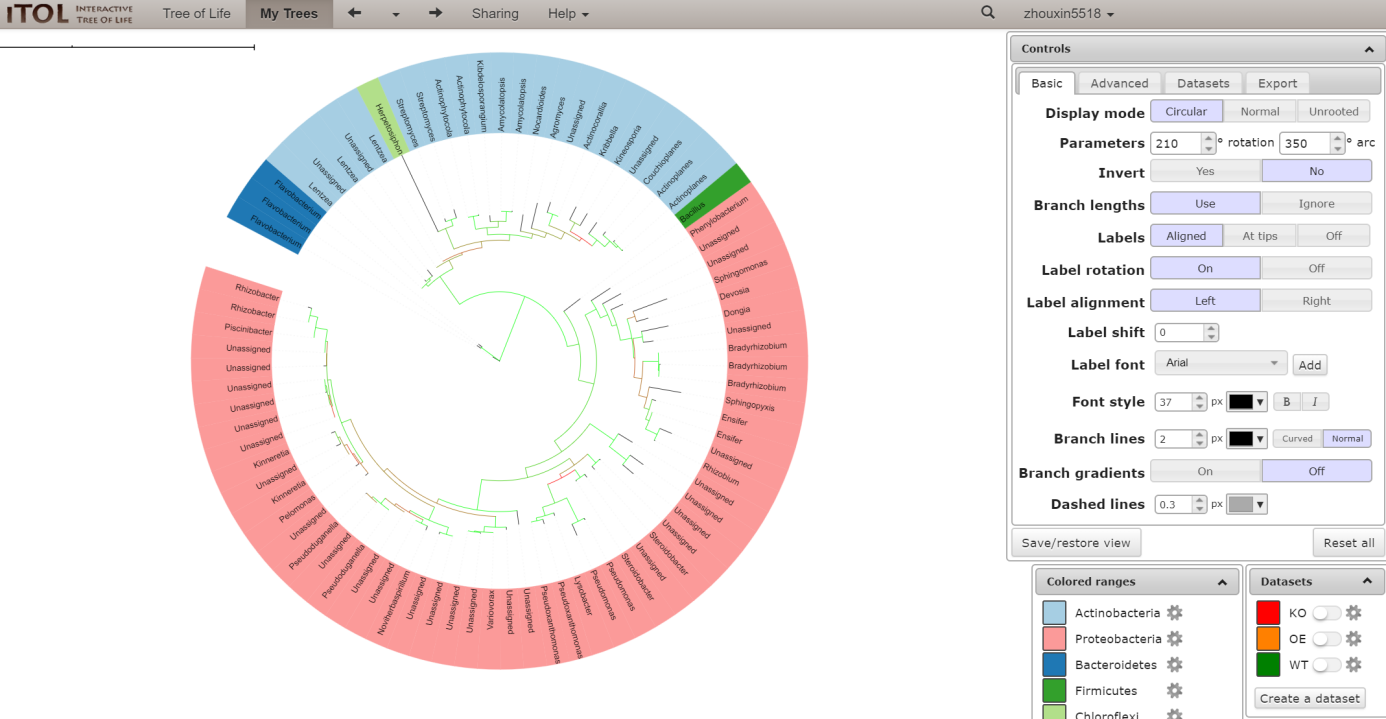 iTOL INTERACTIVE TREE OF LIFE
Tree of Life
My Trees
Sharing
Help
zhouxin5518
Controls
Basic Advanced Datasets Export
Display mode Circular Normal Unrooted
Parameters 210 ° rotation 350 ° arc
Invert Yes No
Branch lengths Use Ignore
Labels Aligned At tips Off
Label rotation On Off
Label alignment Left Right
Label shift 0
Label font Arial Add
Font style 37 px B I
Branch lines 2 px Curved Normal
Branch gradients On Off
Dashed lines 0.3 px
Save/restore view Reset all
Colored ranges
Actinobacteria
Proteobacteria
Bacteroidetes
Firmicutes
Chloroflexi
Datasets
KO
OE
WT
Create a dataset
Flavobacterium
Flavobacterium
Flavobacterium
Lentzea
Unassigned
Lentzea
Unassigned
Lentzea
Herpetosiphon
Streptomyces
Streptomyces
Actinophytocola
Actinophytocola
Kibdelosporangium
Amycolatopsis
Amycolatopsis
Nocardioides
Agromyces
Unassigned
Actinocorallia
Kribbella
Kineosporia
Unassigned
Couchioplanes
Actinoplanes
Actinoplanes
Bacillus
Phenylobacterium
Unassigned
Unassigned
Sphingomonas
Devosia
Dongia
Unassigned
Bradyrhizobium
Bradyrhizobium
Bradyrhizobium
Sphingopyxis
Ensifer
Ensifer
Unassigned
Rhizobium
Unassigned
Unassigned
Unassigned
Unassigned
Steroidobacter
Unassigned
Steroidobacter
Pseudomonas
Pseudomonas
Lysobacter
Pseudoxanthomonas
Pseudoxanthomonas
Unassigned
Unassigned
Variovorax
Unassigned
Unassigned
Unassigned
Unassigned
Noviherbaspirillum
Unassigned
Unassigned
Pseudoduganella
Unassigned
Pseudoduganella
Unassigned
Pelomonas
Kinneretia
Unassigned
Kinneretia
Unassigned
Unassigned
Unassigned
Unassigned
Unassigned
Unassigned
Piscinibacter
Rhizobacter
Rhizobacter